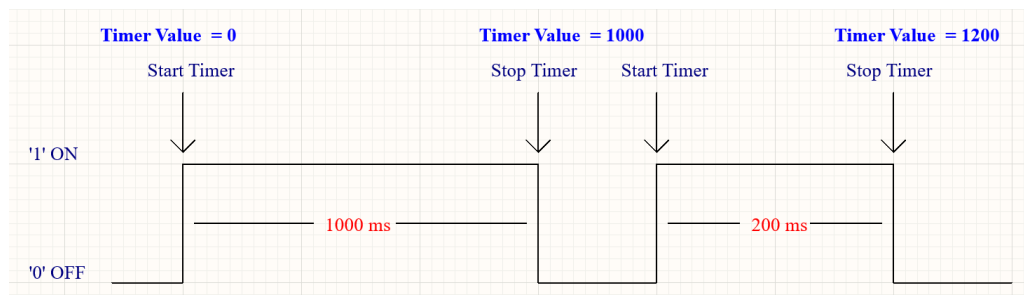 Timer Value = 0
Timer Value = 1000
Timer Value = 1200
Start Timer
Stop Timer
Start Timer
Stop Timer
'1' ON
1000 ms
200 ms
'0' OFF